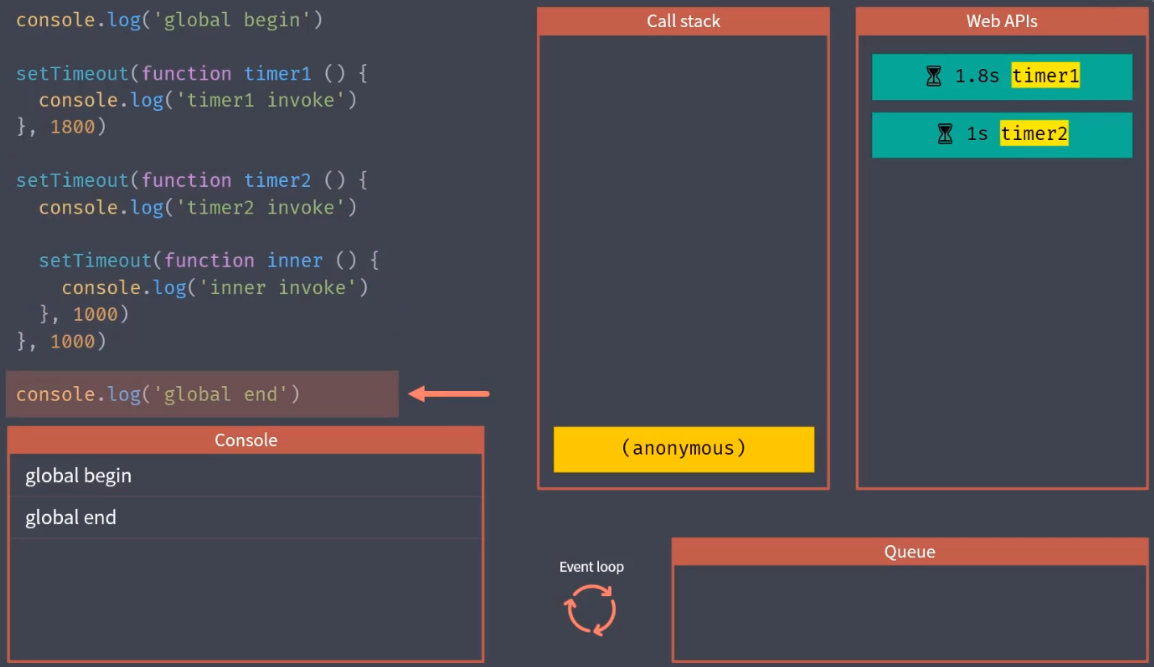 console.log('global begin')
setTimeout(function timer1 () {
  console.log('timer1 invoke')
}, 1800)
setTimeout(function timer2 () {
  console.log('timer2 invoke')
  setTimeout(function inner () {
    console.log('inner invoke')
  }, 1000)
}, 1000)
console.log('global end')
Console
global begin
global end
Call stack
(anonymous)
Web APIs
1.8s timer1
1s timer2
Event loop
Queue